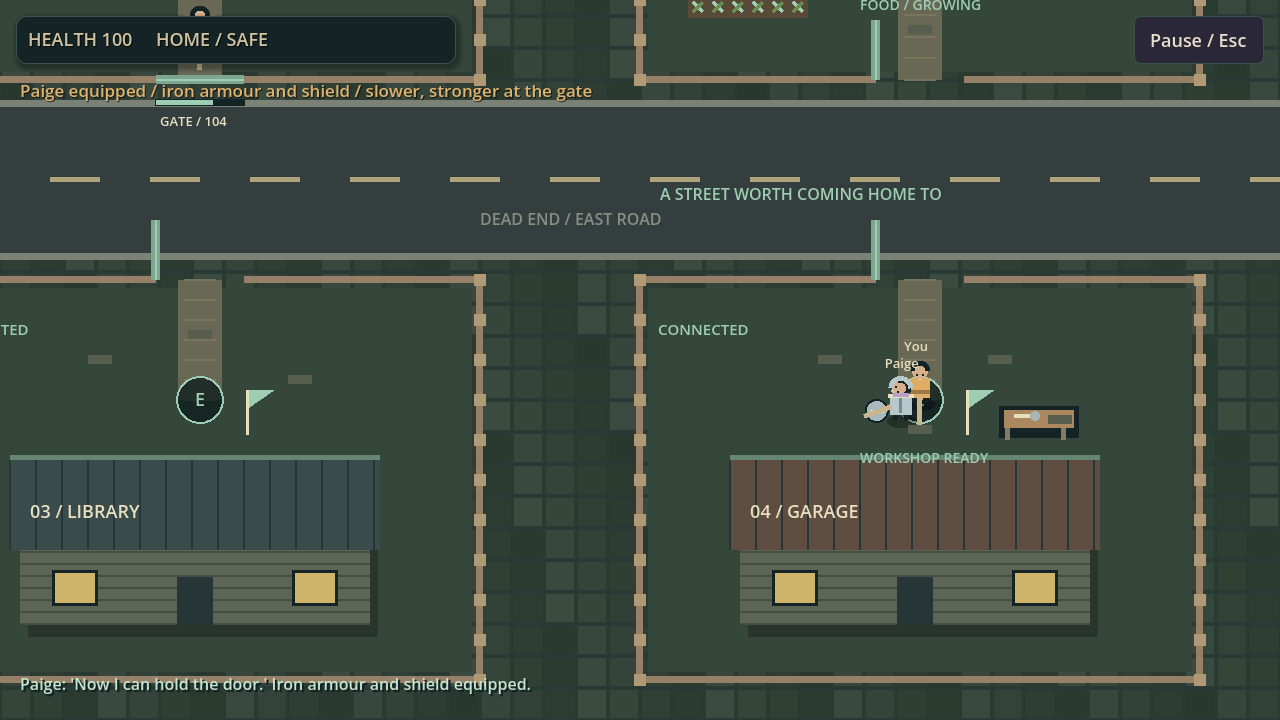 FOOD / GROWING
HEALTH 100 HOME / SAFE
Pause / Esc
Paige equipped / iron armour and shield / slower, stronger at the gate
GATE / 104
A STREET WORTH COMING HOME TO
DEAD END / EAST ROAD
TED
CONNECTED
You
Paige
E
WORKSHOP READY
03 / LIBRARY
04 / GARAGE
Paige: 'Now I can hold the door.' Iron armour and shield equipped.